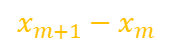 $x_{m+1} - x_m$